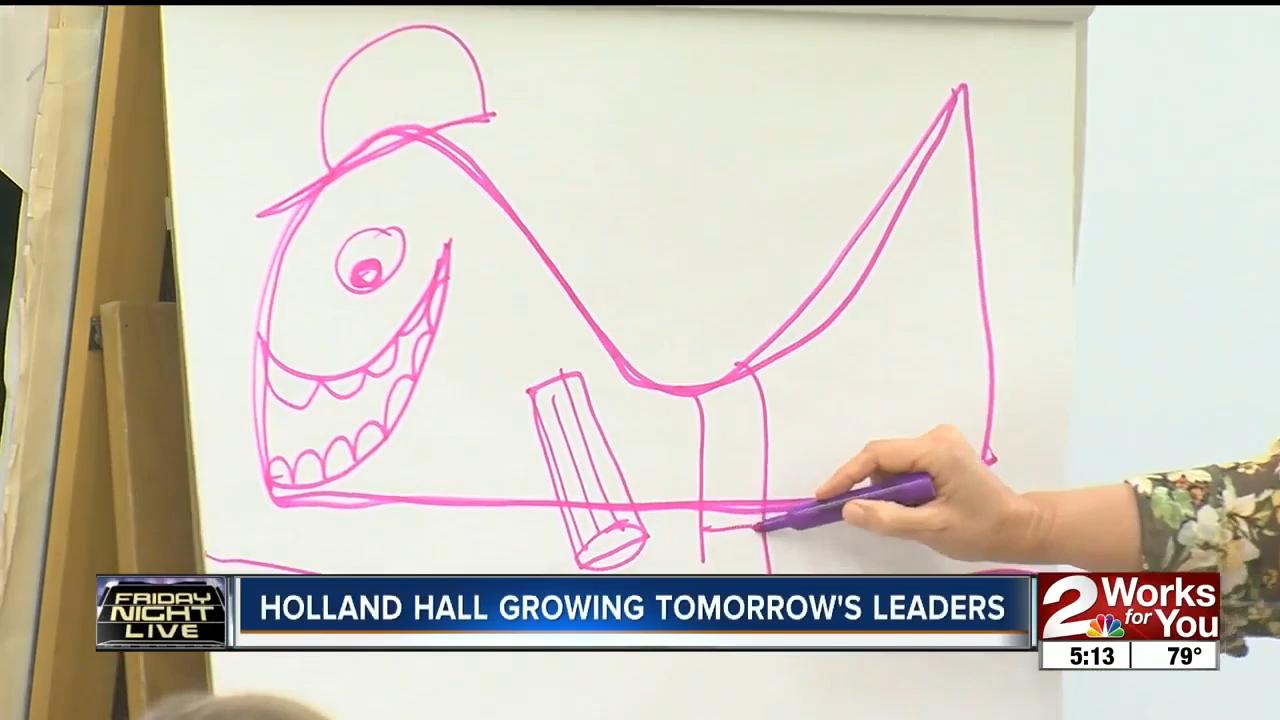 FRIDAY
NIGHT
LIVE
HOLLAND HALL GROWING TOMORROW'S LEADERS
2 Works
for You
5:13 79°